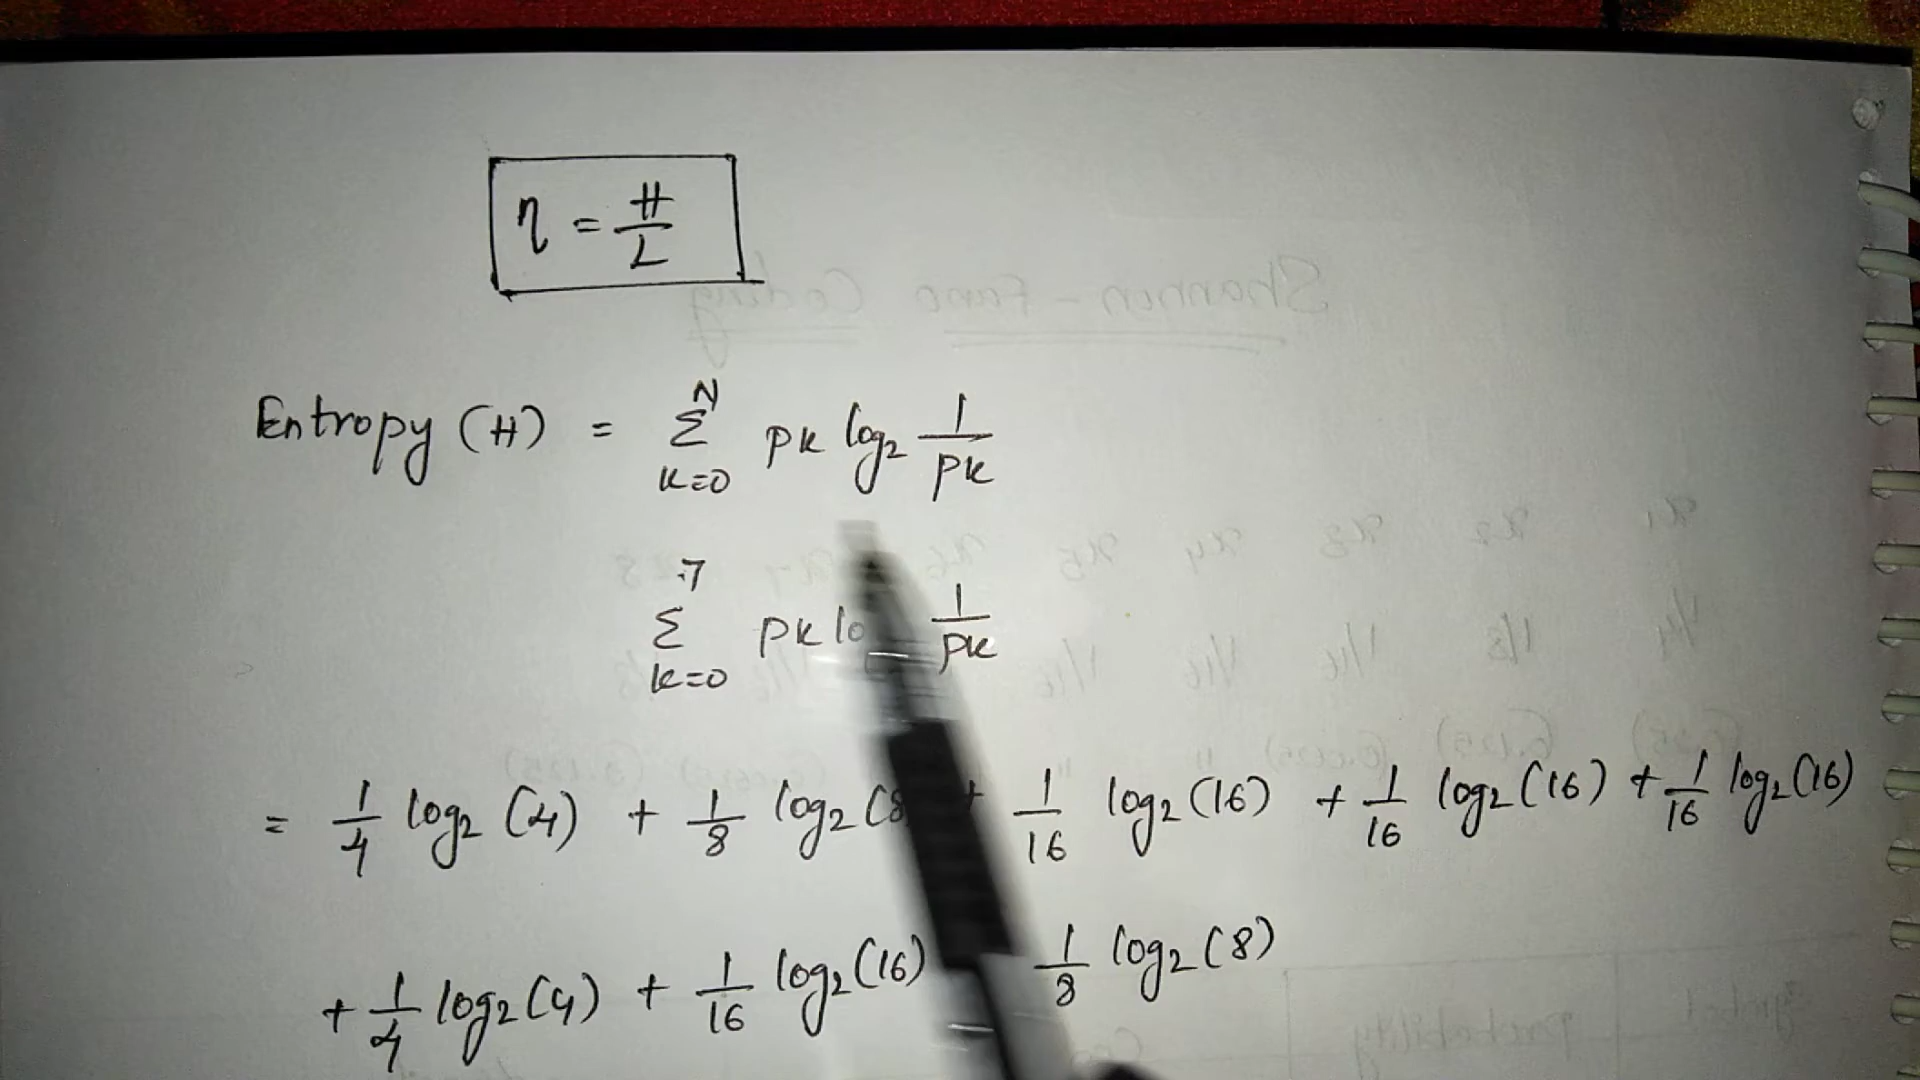 η = H/L
Entropy (H) = Σ N k=0 pk log2 1/pk
Σ 7 k=0 pk lo 1/pk
= 1/4 log2 (4) + 1/8 log2 (8 + 1/16 log2 (16) + 1/16 log2 (16) + 1/16 log2 (16)
+ 1/4 log2 (4) + 1/16 log2 (16) 1/8 log2 (8)